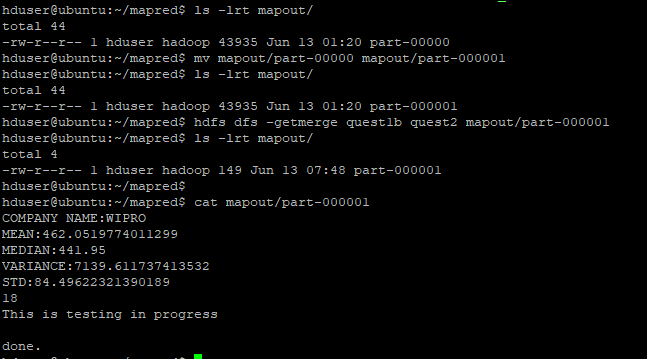 hduser@ubuntu:~/mapred$ ls -lrt mapout/
total 44
-rw-r--r-- 1 hduser hadoop 43935 Jun 13 01:20 part-00000
hduser@ubuntu:~/mapred$ mv mapout/part-00000 mapout/part-000001
hduser@ubuntu:~/mapred$ ls -lrt mapout/
total 44
-rw-r--r-- 1 hduser hadoop 43935 Jun 13 01:20 part-000001
hduser@ubuntu:~/mapred$ hdfs dfs -getmerge quest1b quest2 mapout/part-000001
hduser@ubuntu:~/mapred$ ls -lrt mapout/
total 4
-rw-r--r-- 1 hduser hadoop 149 Jun 13 07:48 part-000001
hduser@ubuntu:~/mapred$
hduser@ubuntu:~/mapred$ cat mapout/part-000001
COMPANY NAME:WIPRO
MEAN:462.0519774011299
MEDIAN:441.95
VARIANCE:7139.611737413532
STD:84.49622321390189
18
This is testing in progress
done.